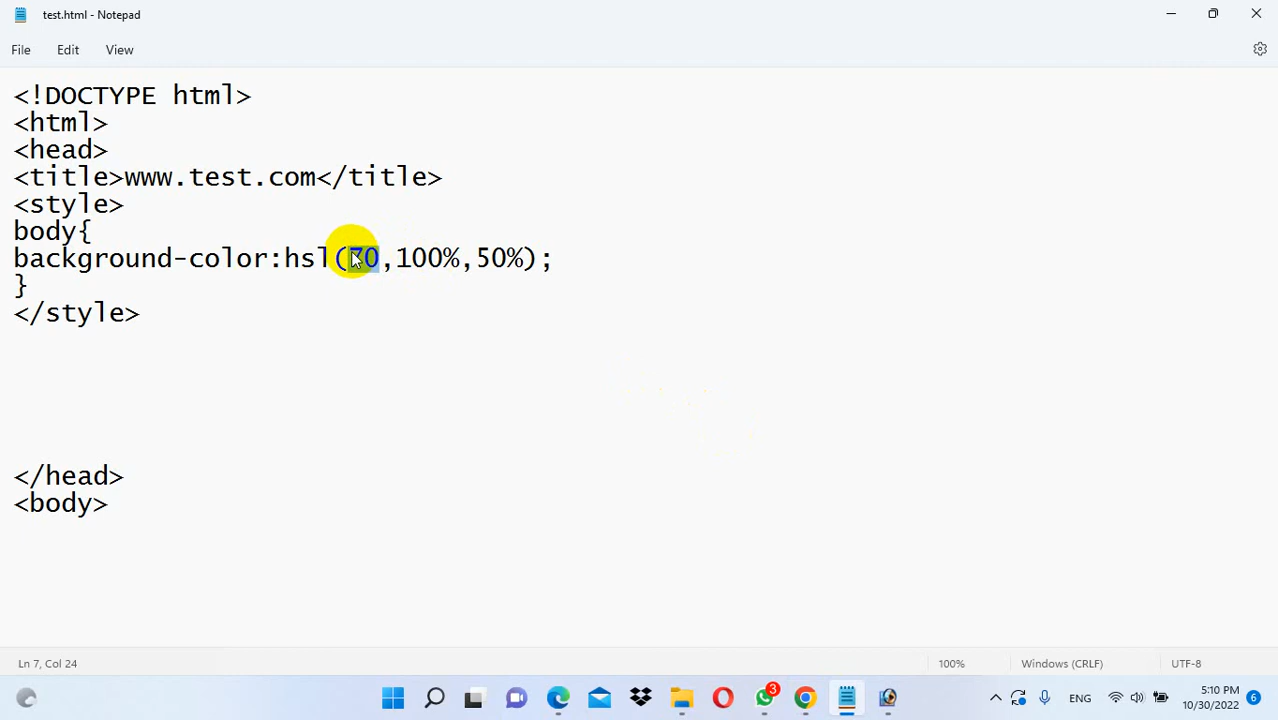 test.html - Notepad
File Edit View
<!DOCTYPE html>
<html>
<head>
<title>www.test.com</title>
<style>
body{
background-color:hsl(70,100%,50%);
}
</style>
</head>
<body>
Ln 7, Col 24 100% Windows (CRLF) UTF-8
3 ENG 5:10 PM 6
10/30/2022